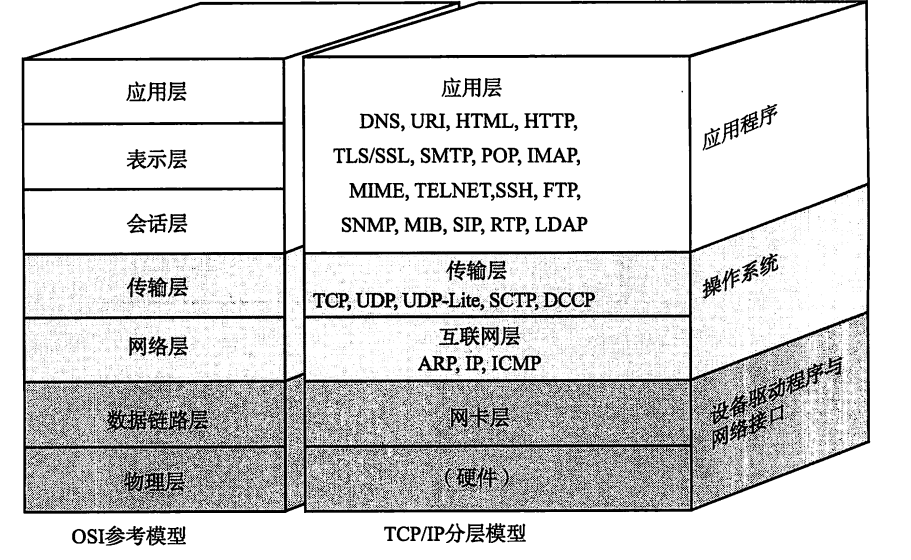 应用层
表示层
会话层
传输层
网络层
数据链路层
物理层
OSI参考模型
应用层
DNS, URI, HTML, HTTP,
TLS/SSL, SMTP, POP, IMAP,
MIME, TELNET,SSH, FTP,
SNMP, MIB, SIP, RTP, LDAP
传输层
TCP, UDP, UDP-Lite, SCTP, DCCP
互联网层
ARP, IP, ICMP
网卡层
(硬件)
TCP/IP分层模型
应用程序
操作系统
设备驱动程序与
网络接口